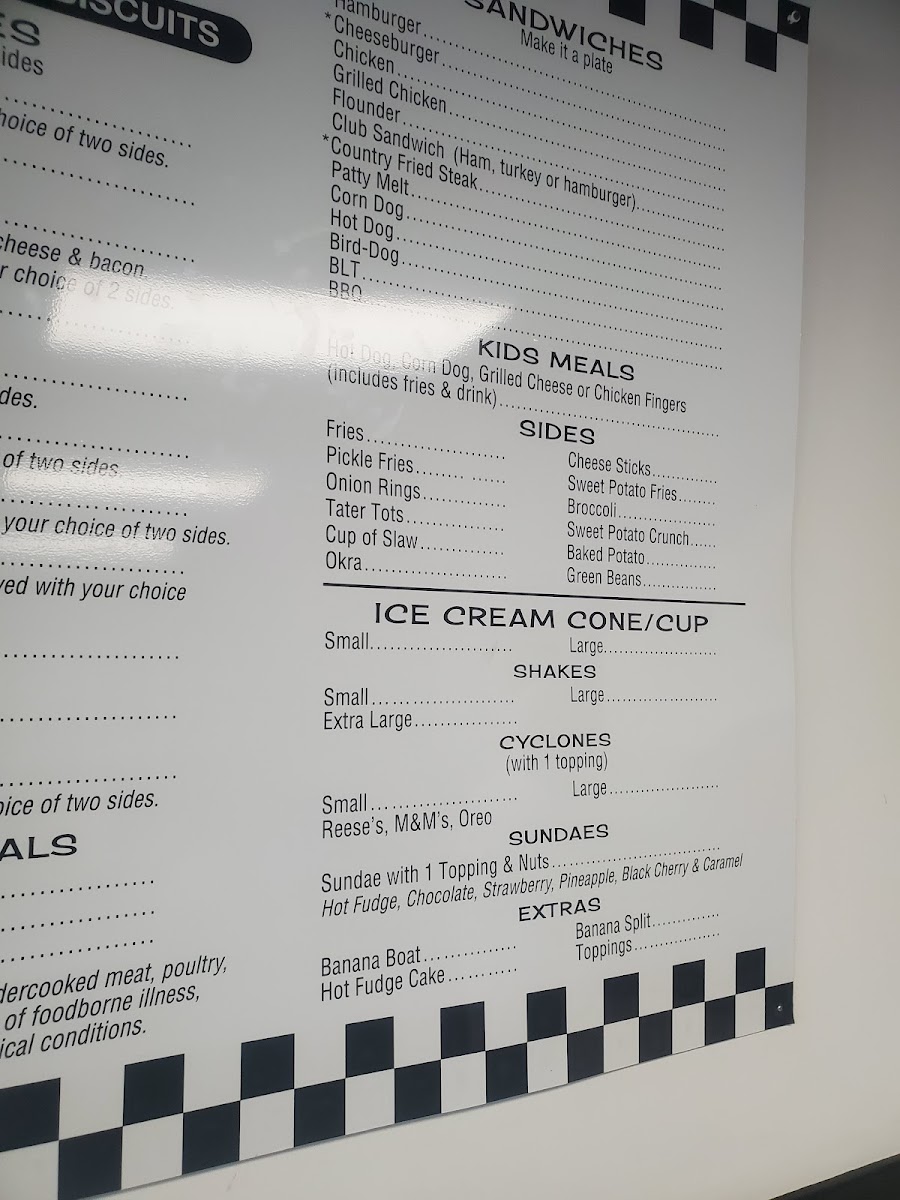 BISCUITS
ES
ides
hoice of two sides.
cheese & bacon.
r choice of 2 sides.
des.
of two sides.
your choice of two sides.
ved with your choice
oice of two sides.
ALS
dercooked meat, poultry,
of foodborne illness,
ical conditions.
SANDWICHES
Make it a plate
Hamburger
*Cheeseburger
Chicken
Grilled Chicken
Flounder
Club Sandwich (Ham, turkey or hamburger)
*Country Fried Steak
Patty Melt
Corn Dog
Hot Dog
Bird-Dog
BLT
BBQ
KIDS MEALS
Hot Dog, Corn Dog, Grilled Cheese or Chicken Fingers
(includes fries & drink)
SIDES
Fries
Pickle Fries
Onion Rings
Tater Tots
Cup of Slaw
Okra
Cheese Sticks
Sweet Potato Fries
Broccoli
Sweet Potato Crunch
Baked Potato
Green Beans
ICE CREAM CONE/CUP
Small
Large
SHAKES
Small
Large
Extra Large
CYCLONES
(with 1 topping)
Small
Large
Reese's, M&M's, Oreo
SUNDAES
Sundae with 1 Topping & Nuts
Hot Fudge, Chocolate, Strawberry, Pineapple, Black Cherry & Caramel
EXTRAS
Banana Boat
Banana Split
Hot Fudge Cake
Toppings